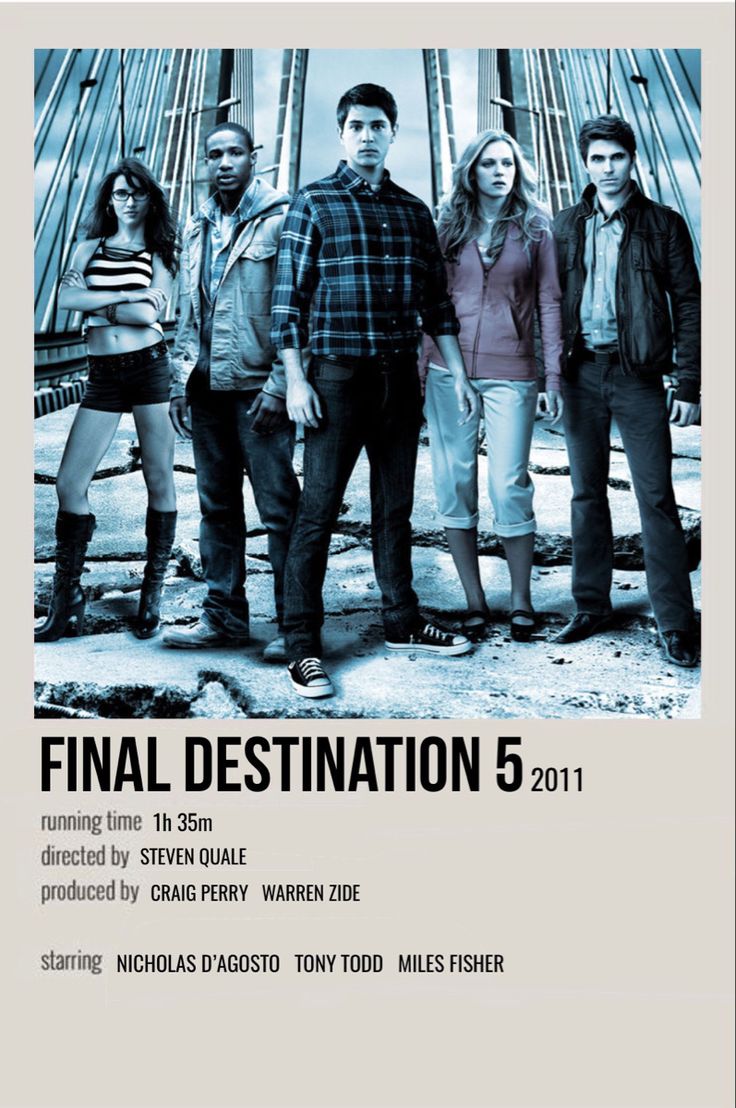 FINAL DESTINATION 5 2011
running time 1h 35m
directed by STEVEN QUALE
produced by CRAIG PERRY WARREN ZIDE
starring NICHOLAS D’AGOSTO TONY TODD MILES FISHER